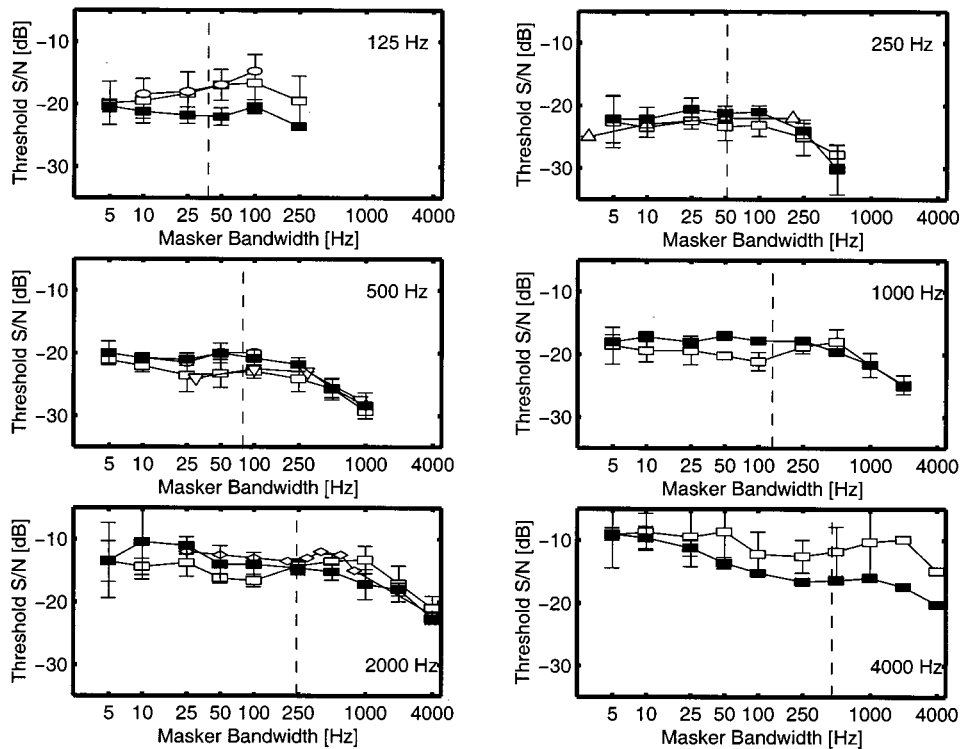 125 Hz
Threshold S/N [dB]
−10
−20
−30
5 10 25 50 100 250 1000 4000
Masker Bandwidth [Hz]
250 Hz
Threshold S/N [dB]
−10
−20
−30
5 10 25 50 100 250 1000 4000
Masker Bandwidth [Hz]
500 Hz
Threshold S/N [dB]
−10
−20
−30
5 10 25 50 100 250 1000 4000
Masker Bandwidth [Hz]
1000 Hz
Threshold S/N [dB]
−10
−20
−30
5 10 25 50 100 250 1000 4000
Masker Bandwidth [Hz]
Threshold S/N [dB]
−10
−20
−30
2000 Hz
5 10 25 50 100 250 1000 4000
Masker Bandwidth [Hz]
Threshold S/N [dB]
−10
−20
−30
4000 Hz
5 10 25 50 100 250 1000 4000
Masker Bandwidth [Hz]